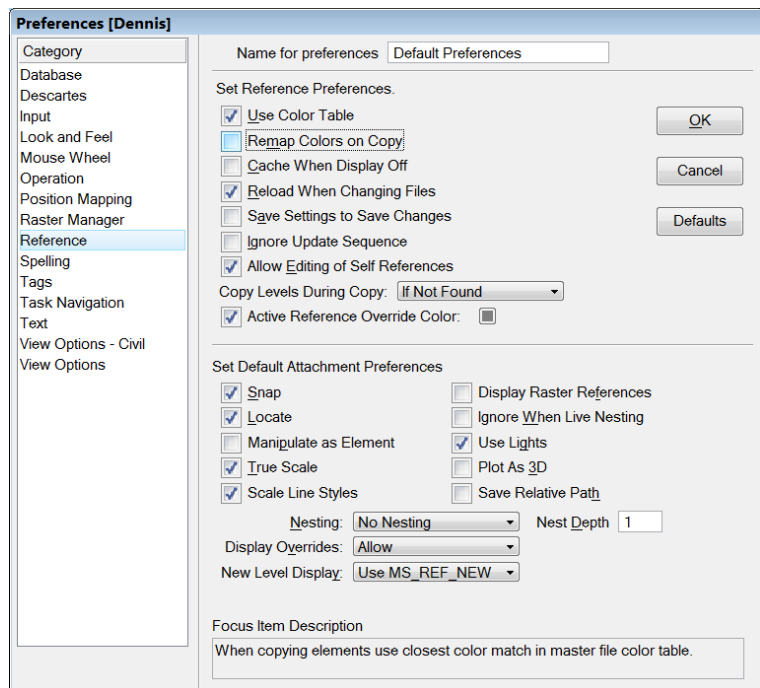 Preferences [Dennis]
Category
Database
Descartes
Input
Look and Feel
Mouse Wheel
Operation
Position Mapping
Raster Manager
Reference
Spelling
Tags
Task Navigation
Text
View Options - Civil
View Options
Name for preferences Default Preferences
Set Reference Preferences.
Use Color Table
Remap Colors on Copy
Cache When Display Off
Reload When Changing Files
Save Settings to Save Changes
Ignore Update Sequence
Allow Editing of Self References
Copy Levels During Copy: If Not Found
Active Reference Override Color:
OK
Cancel
Defaults
Set Default Attachment Preferences
Snap
Locate
Manipulate as Element
True Scale
Scale Line Styles
Display Raster References
Ignore When Live Nesting
Use Lights
Plot As 3D
Save Relative Path
Nesting: No Nesting Nest Depth 1
Display Overrides: Allow
New Level Display: Use MS_REF_NEW
Focus Item Description
When copying elements use closest color match in master file color table.